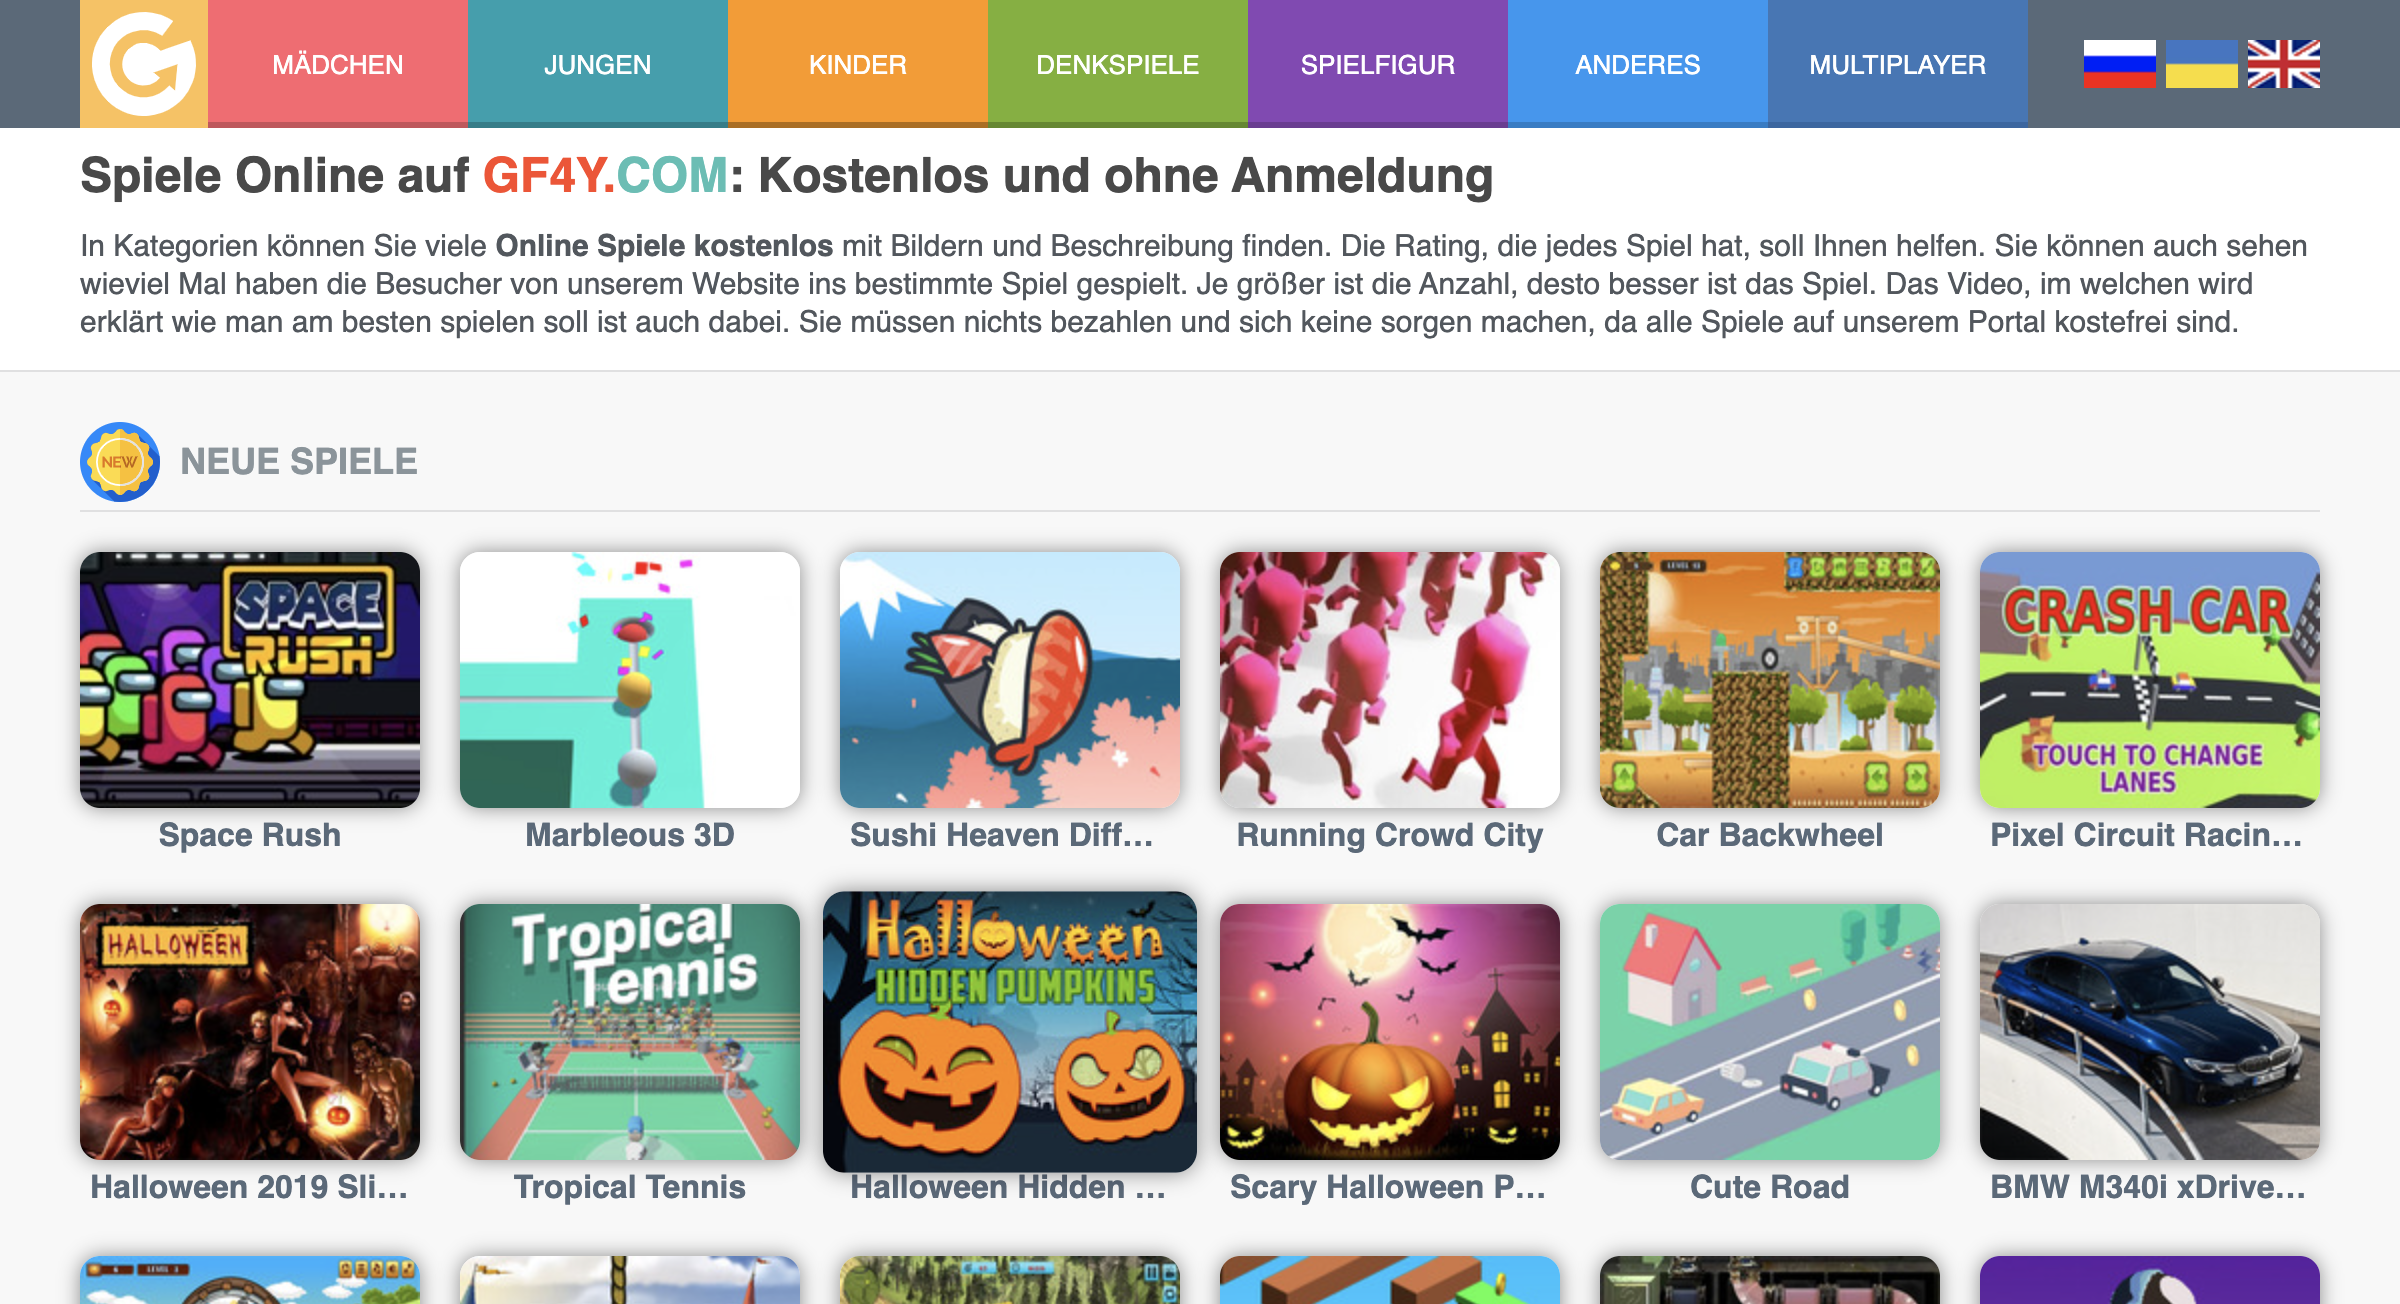 MÄDCHEN JUNGEN KINDER DENKSPIELE SPIELFIGUR ANDERES MULTIPLAYER
Spiele Online auf GF4Y.COM: Kostenlos und ohne Anmeldung
In Kategorien können Sie viele Online Spiele kostenlos mit Bildern und Beschreibung finden. Die Rating, die jedes Spiel hat, soll Ihnen helfen. Sie können auch sehen
wieviel Mal haben die Besucher von unserem Website ins bestimmte Spiel gespielt. Je größer ist die Anzahl, desto besser ist das Spiel. Das Video, im welchen wird
erklärt wie man am besten spielen soll ist auch dabei. Sie müssen nichts bezahlen und sich keine sorgen machen, da alle Spiele auf unserem Portal kostefrei sind.
NEW
NEUE SPIELE
SPACE
RUSH
CRASH CAR
TOUCH TO CHANGE
LANES
Space Rush
Marbleous 3D
Sushi Heaven Diff...
Running Crowd City
Car Backwheel
Pixel Circuit Racin...
HALLOWEEN
Tropical
Tennis
Halloween
HIDDEN PUMPKINS
Halloween 2019 Sli...
Tropical Tennis
Halloween Hidden ...
Scary Halloween P...
Cute Road
BMW M340i xDrive...